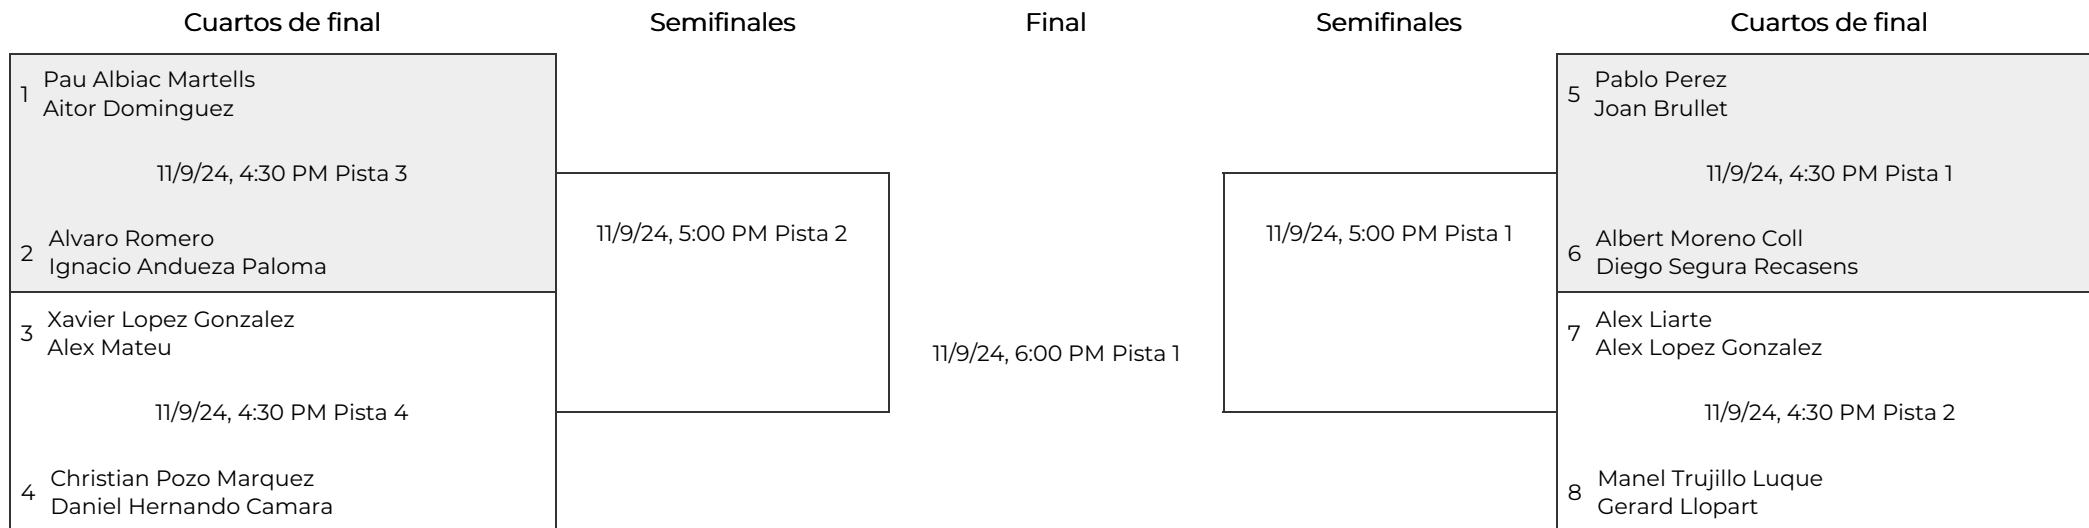 Cuartos de final
Semifinales
Final
Semifinales
Cuartos de final
1
Pau Albiac Martells
Aitor Dominguez
11/9/24, 4:30 PM Pista 3
2
Alvaro Romero
Ignacio Andueza Paloma
3
Xavier Lopez Gonzalez
Alex Mateu
11/9/24, 4:30 PM Pista 4
4
Christian Pozo Marquez
Daniel Hernando Camara
11/9/24, 5:00 PM Pista 2
11/9/24, 6:00 PM Pista 1
11/9/24, 5:00 PM Pista 1
5
Pablo Perez
Joan Brullet
11/9/24, 4:30 PM Pista 1
6
Albert Moreno Coll
Diego Segura Recasens
7
Alex Liarte
Alex Lopez Gonzalez
11/9/24, 4:30 PM Pista 2
8
Manel Trujillo Luque
Gerard Llopart